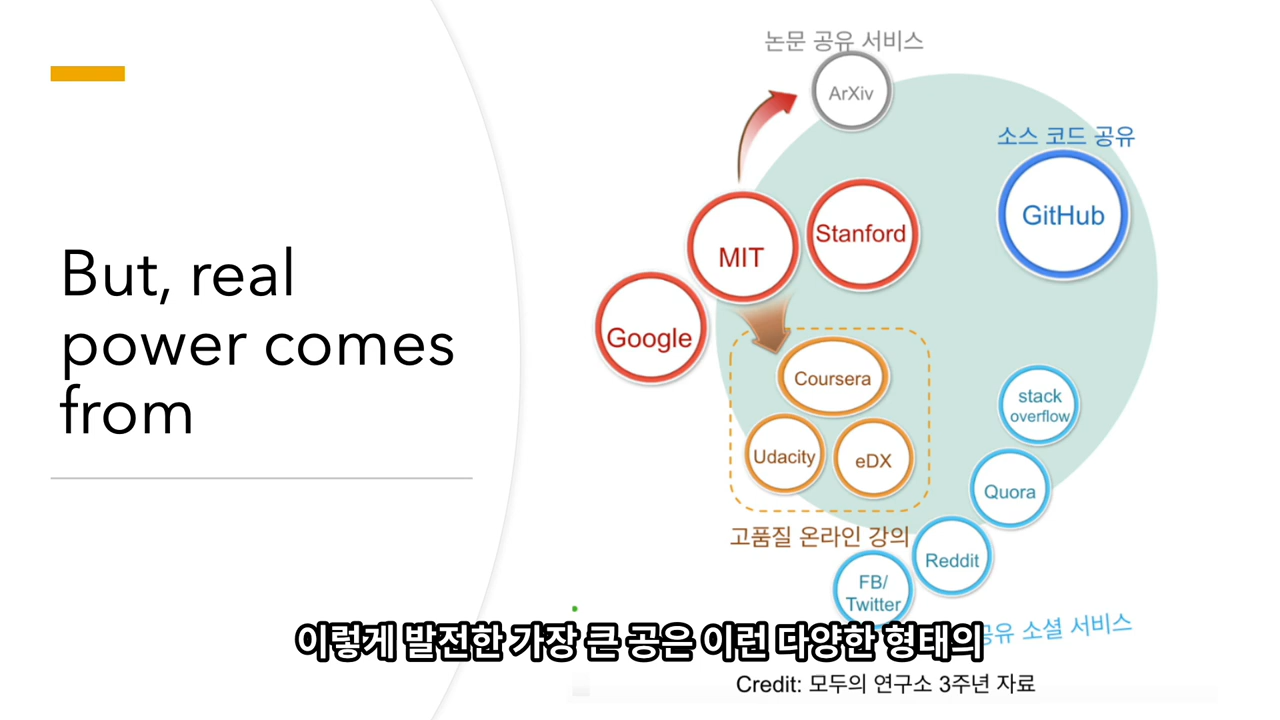 But, real
power comes
from
논문 공유 서비스
ArXiv
소스 코드 공유
GitHub
MIT
Stanford
Google
Coursera
Udacity
eDX
고품질 온라인 강의
stack
overflow
Quora
Reddit
FB/
Twitter
공유 소셜 서비스
이렇게 발전한 가장 큰 공은 이런 다양한 형태의
Credit: 모두의 연구소 3주년 자료